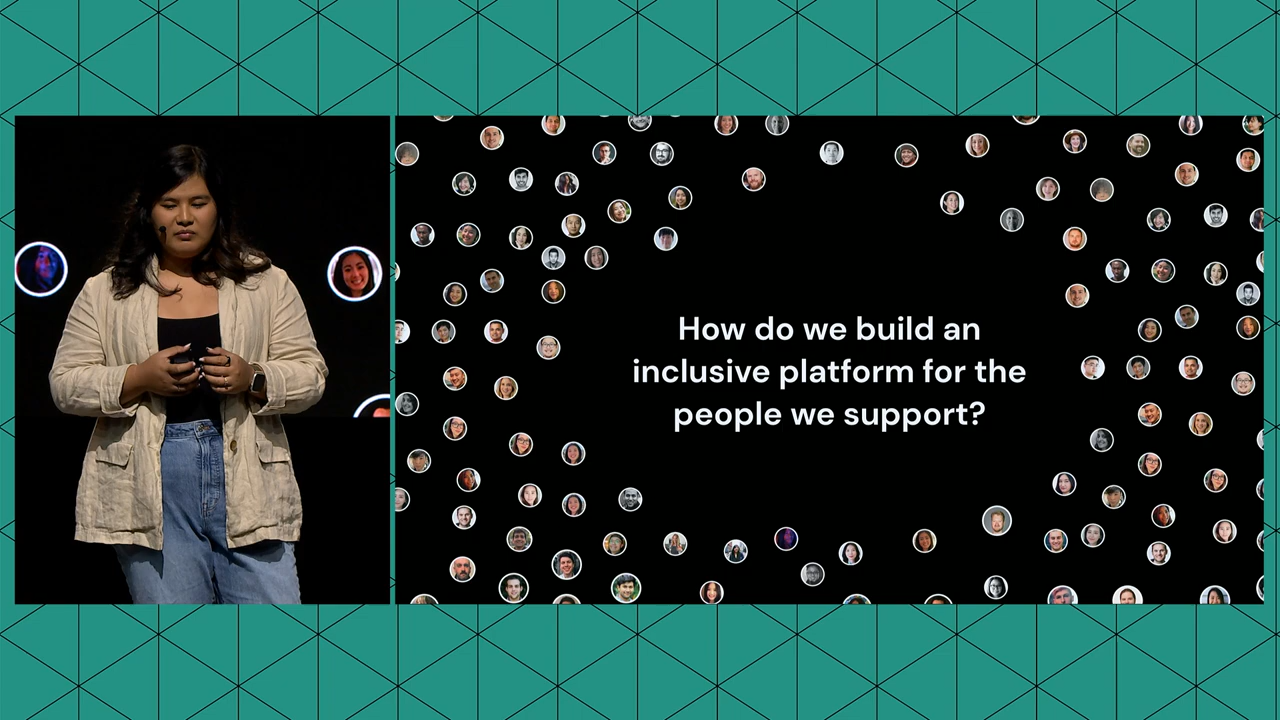 How do we build an
inclusive platform for the
people we support?